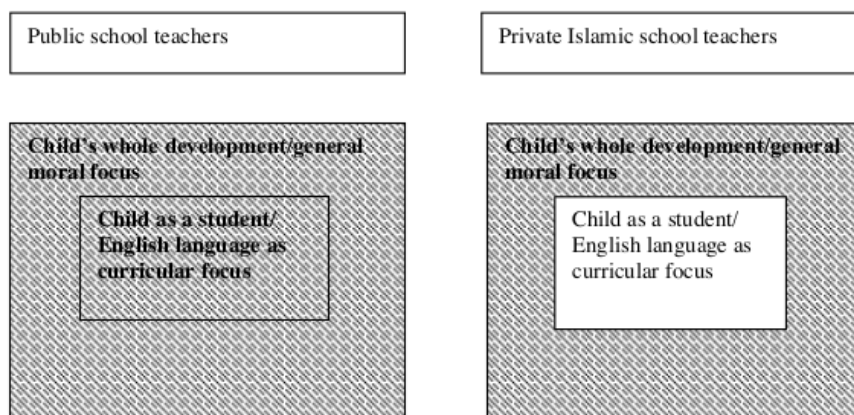 Public school teachers
Private Islamic school teachers
Child's whole development/general
moral focus
Child as a student/
English language as
curricular focus
Child's whole development/general
moral focus
Child as a student/
English language as
curricular focus